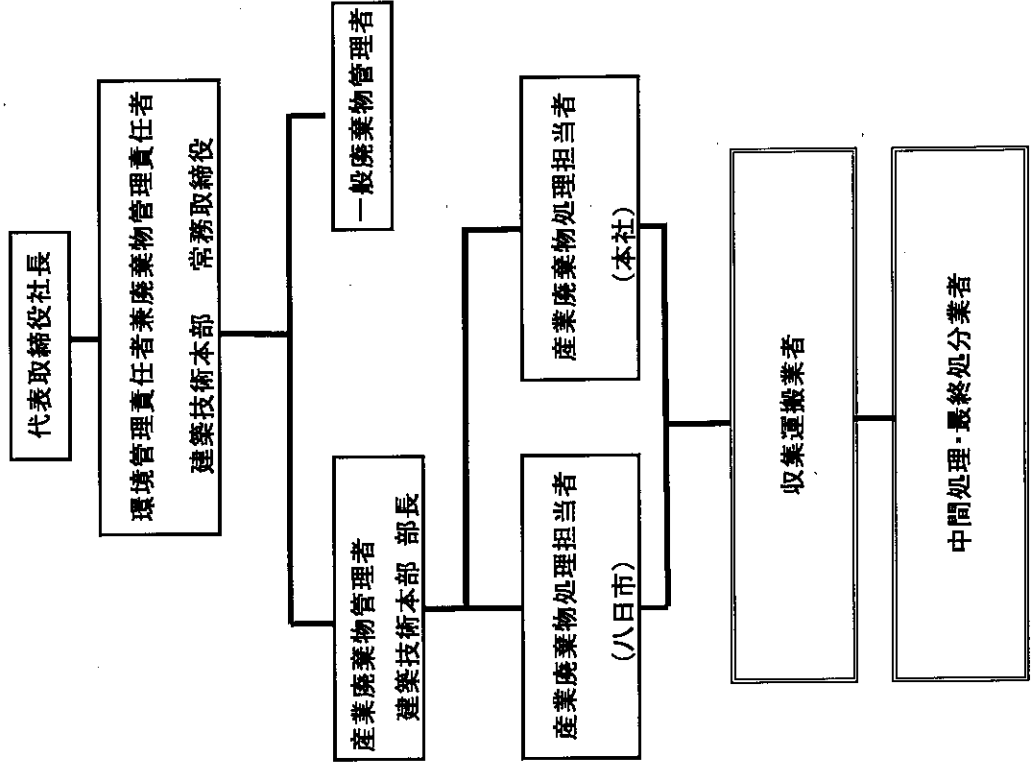 代表取締役社長
環境管理責任者兼廃棄物管理責任者
建築技術本部 常務取締役
産業廃棄物管理者
建築技術本部 部長
一般廃棄物管理者
産業廃棄物処理担当者
(八日市)
産業廃棄物処理担当者
(本社)
収集運搬業者
中間処理・最終処分業者